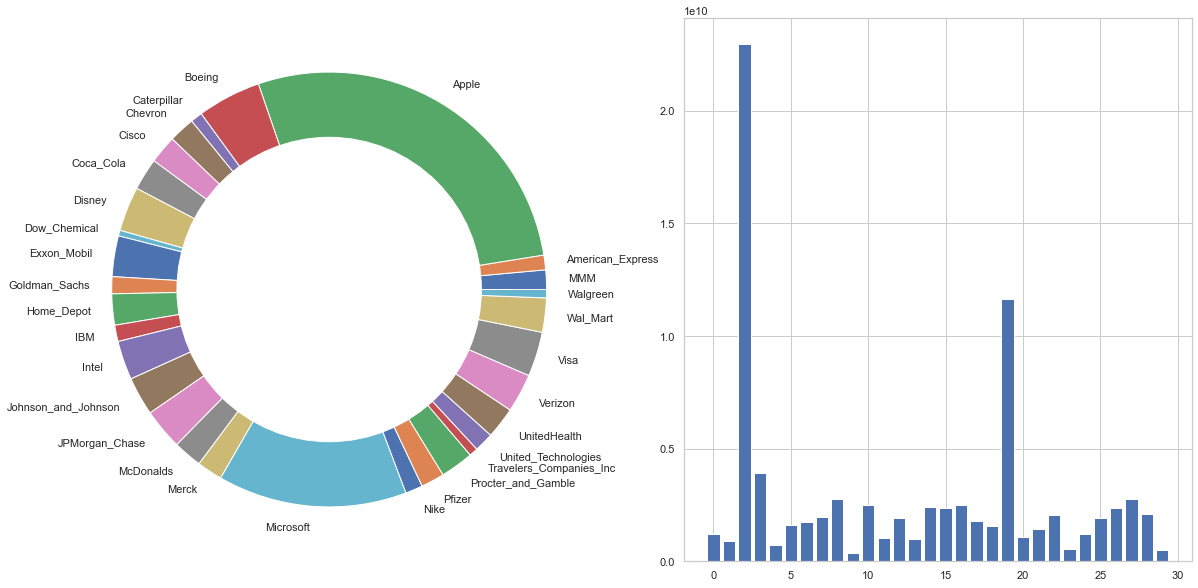 1e10
Boeing
Apple
Caterpillar
Chevron
Cisco
Coca_Cola
Disney
Dow_Chemical
Exxon_Mobil
Goldman_Sachs
Home_Depot
IBM
Intel
Johnson_and_Johnson
JPMorgan_Chase
McDonalds
Merck
Microsoft
Nike
Pfizer
Procter_and_Gamble
Travelers_Companies_Inc
United_Technologies
UnitedHealth
Verizon
Visa
Wal_Mart
Walgreen
MMM
American_Express
2.0
1.5
1.0
0.5
0.0
0 5 10 15 20 25 30